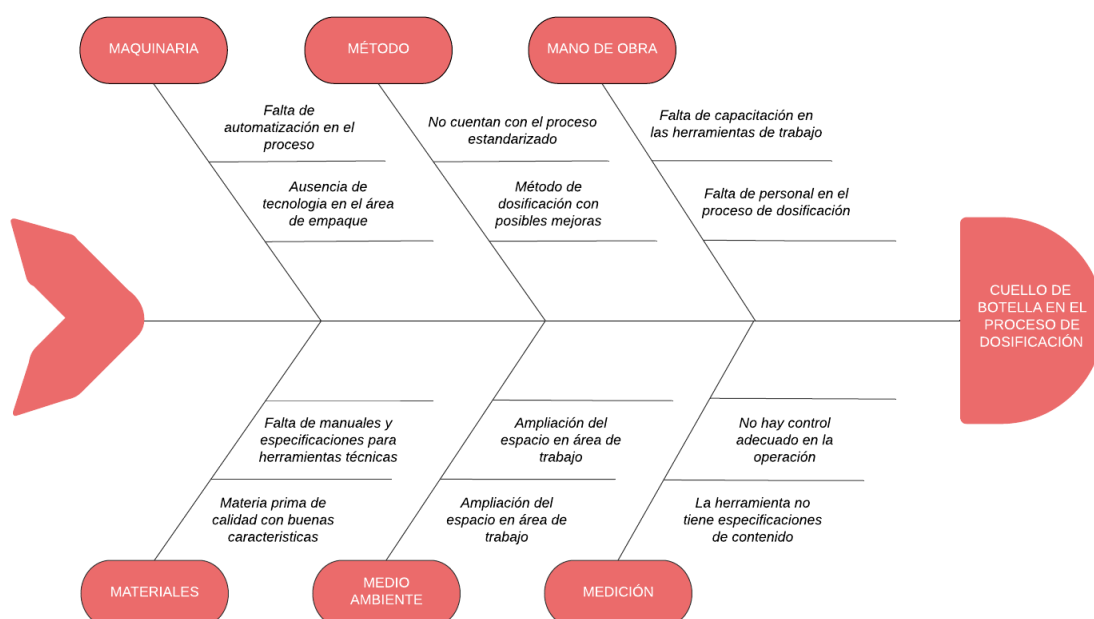 MAQUINARIA
MÉTODO
MANO DE OBRA
Falta de
automatización en el
proceso
No cuentan con el proceso
estandarizado
Falta de capacitación en
las herramientas de trabajo
Ausencia de
tecnologia en el área
de empaque
Método de
dosificación con
posibles mejoras
Falta de personal en el
proceso de dosificación
CUELLO DE
BOTELLA EN EL
PROCESO DE
DOSIFICACIÓN
Falta de manuales y
especificaciones para
herramientas técnicas
Ampliación del
espacio en área de
trabajo
No hay control
adecuado en la
operación
Materia prima de
calidad con buenas
caracteristicas
Ampliación del
espacio en área de
trabajo
La herramienta no
tiene especificaciones
de contenido
MATERIALES
MEDIO
AMBIENTE
MEDICIÓN